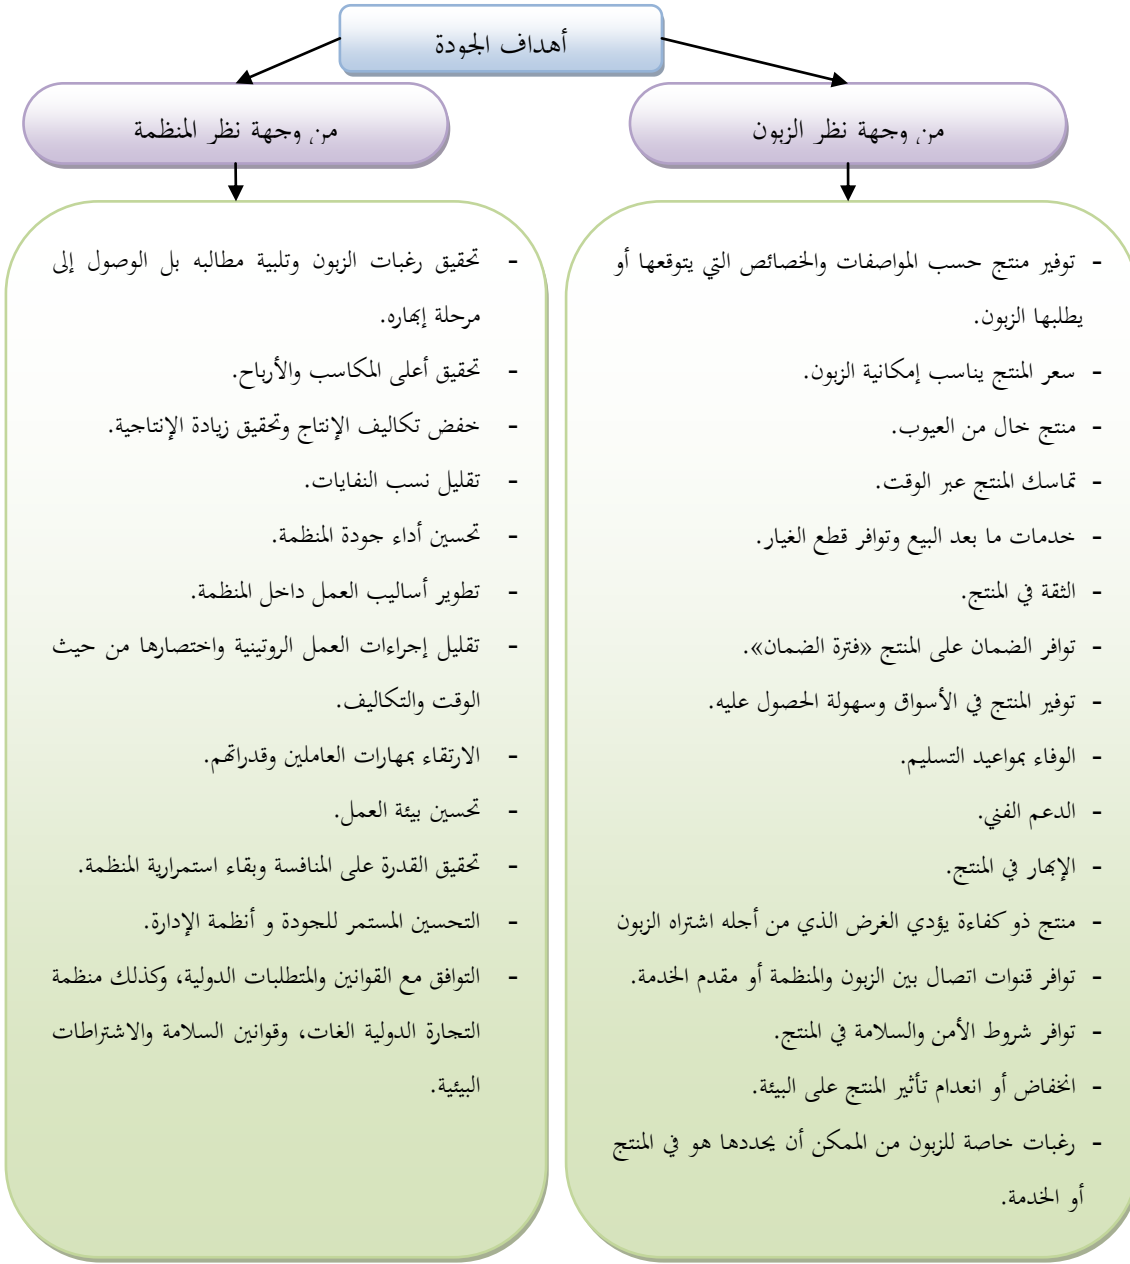 أهداف الجودة
من وجهة نظر الزبون
- توفير منتج حسب المواصفات والخصائص التي يتوقعها أو
يطلبها الزبون.
- سعر المنتج يناسب إمكانية الزبون.
- منتج خال من العيوب.
- تماسك المنتج عبر الوقت.
- خدمات ما بعد البيع وتوافر قطع الغيار.
- الثقة في المنتج.
- توافر الضمان على المنتج «فترة الضمان».
- توفير المنتج في الأسواق وسهولة الحصول عليه.
- الوفاء بمواعيد التسليم.
- الدعم الفني.
- الإبهار في المنتج.
- منتج ذو كفاءة يؤدي الغرض الذي من أجله اشتراه الزبون
- توافر قنوات اتصال بين الزبون والمنظمة أو مقدم الخدمة.
- توافر شروط الأمن والسلامة في المنتج.
- انخفاض أو انعدام تأثير المنتج على البيئة.
- رغبات خاصة للزبون من الممكن أن يحددها هو في المنتج
أو الخدمة.
من وجهة نظر المنظمة
- تحقيق رغبات الزبون وتلبية مطالبه بل الوصول إلى
مرحلة إبهاره.
- تحقيق أعلى المكاسب والأرباح.
- خفض تكاليف الإنتاج وتحقيق زيادة الإنتاجية.
- تقليل نسب النفايات.
- تحسين أداء جودة المنظمة.
- تطوير أساليب العمل داخل المنظمة.
- تقليل إجراءات العمل الروتينية واختصارها من حيث
الوقت والتكاليف.
- الارتقاء بمهارات العاملين وقدراتهم.
- تحسين بيئة العمل.
- تحقيق القدرة على المنافسة وبقاء استمرارية المنظمة.
- التحسين المستمر للجودة و أنظمة الإدارة.
- التوافق مع القوانين والمتطلبات الدولية، وكذلك منظمة
التجارة الدولية الغات، وقوانين السلامة والاشتراطات
البيئية.